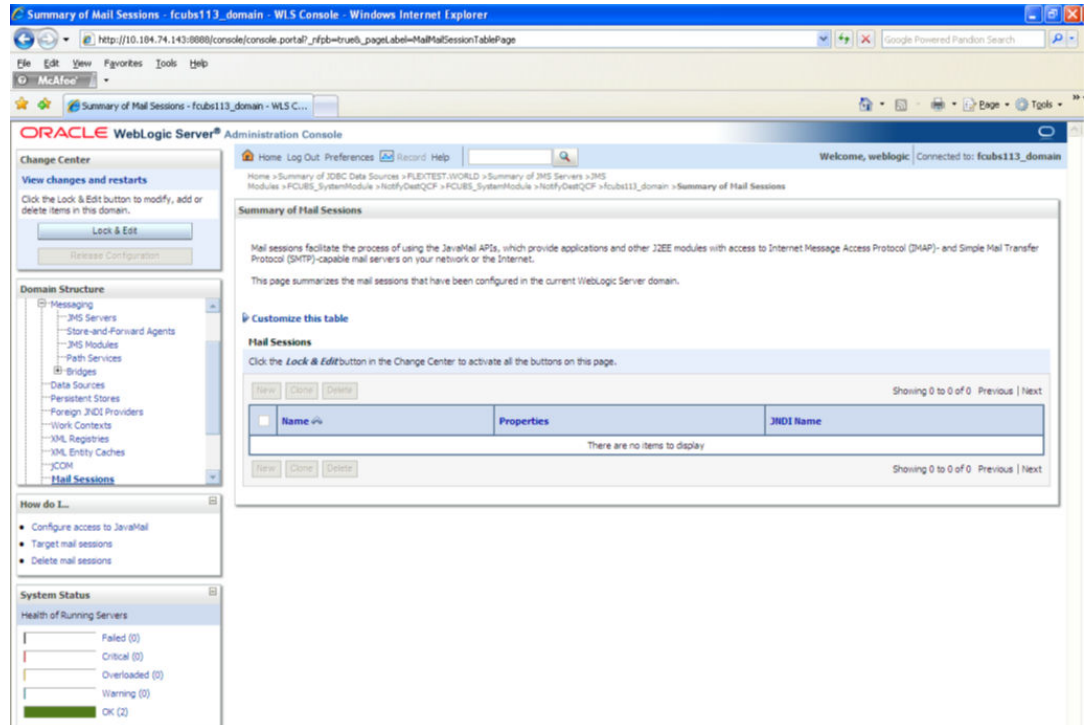 Summary of Mail Sessions - fcubs113_domain - WLS Console - Windows Internet Explorer
http://10.184.74.143:8888/console/console.portal?_nfpb=true&_pageLabel=MailMailSessionTablePage
Google Powered Pandion Search
File Edit View Favorites Tools Help
McAfee
Summary of Mail Sessions - fcubs113_domain - WLS C...
Page Tools
ORACLE WebLogic Server® Administration Console
Change Center
View changes and restarts
Click the Lock & Edit button to modify, add or
delete items in this domain.
Lock & Edit
Release Configuration
Domain Structure
Messaging
JMS Servers
Store-and-Forward Agents
JMS Modules
Path Services
Bridges
Data Sources
Persistent Stores
Foreign JNDI Providers
Work Contexts
XML Registries
XML Entity Caches
jCOM
Mail Sessions
How do I...
Configure access to JavaMail
Target mail sessions
Delete mail sessions
System Status
Health of Running Servers
Failed (0)
Critical (0)
Overloaded (0)
Warning (0)
OK (2)
Home Log Out Preferences Record Help
Welcome, weblogic Connected to: fcubs113_domain
Home >Summary of JDBC Data Sources >FLEXTEST.WORLD >Summary of JMS Servers >JMS
Modules >FCUBS_SystemModule >NotifyDestQCF >FCUBS_SystemModule >NotifyDestQCF >fcubs113_domain >Summary of Mail Sessions
Summary of Mail Sessions
Mail sessions facilitate the process of using the JavaMail APIs, which provide applications and other J2EE modules with access to Internet Message Access Protocol (IMAP)- and Simple Mail Transfer
Protocol (SMTP)-capable mail servers on your network or the Internet.
This page summarizes the mail sessions that have been configured in the current WebLogic Server domain.
Customize this table
Mail Sessions
Click the Lock & Edit button in the Change Center to activate all the buttons on this page.
New Clone Delete
Showing 0 to 0 of 0 Previous | Next
Name Properties JNDI Name
There are no items to display
New Clone Delete
Showing 0 to 0 of 0 Previous | Next